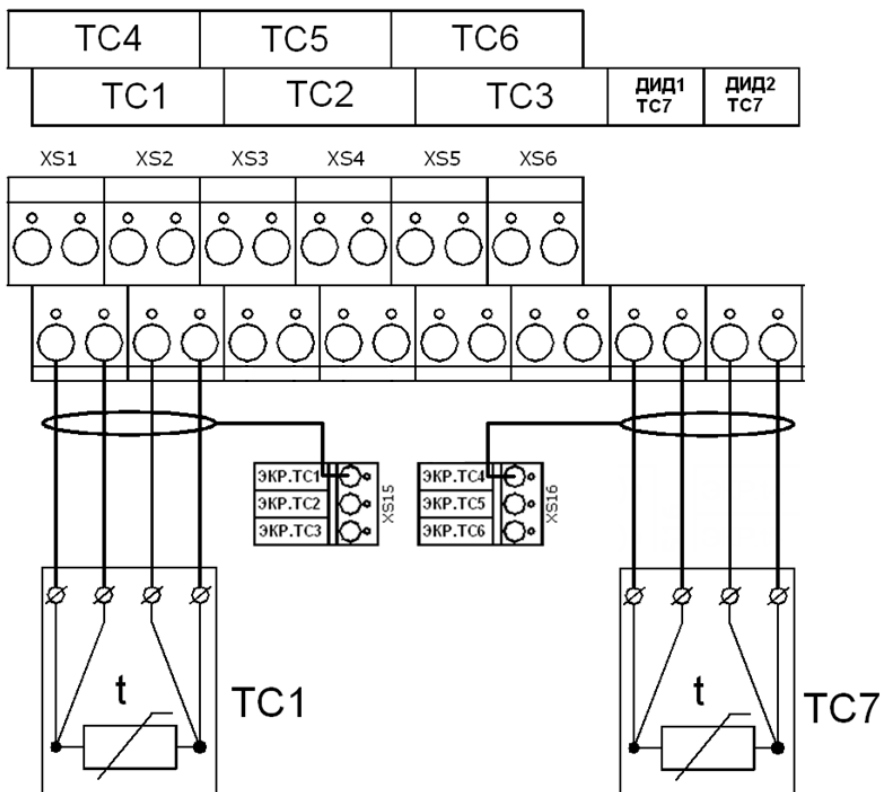 ТС4 ТС5 ТС6
ТС1 ТС2 ТС3 ДИД1 ТС7 ДИД2 ТС7
XS1 XS2 XS3 XS4 XS5 XS6
ЭКР.ТС1
ЭКР.ТС2
ЭКР.ТС3
XS15
ЭКР.ТС4
ЭКР.ТС5
ЭКР.ТС6
XS16
t
ТС1
t
ТС7